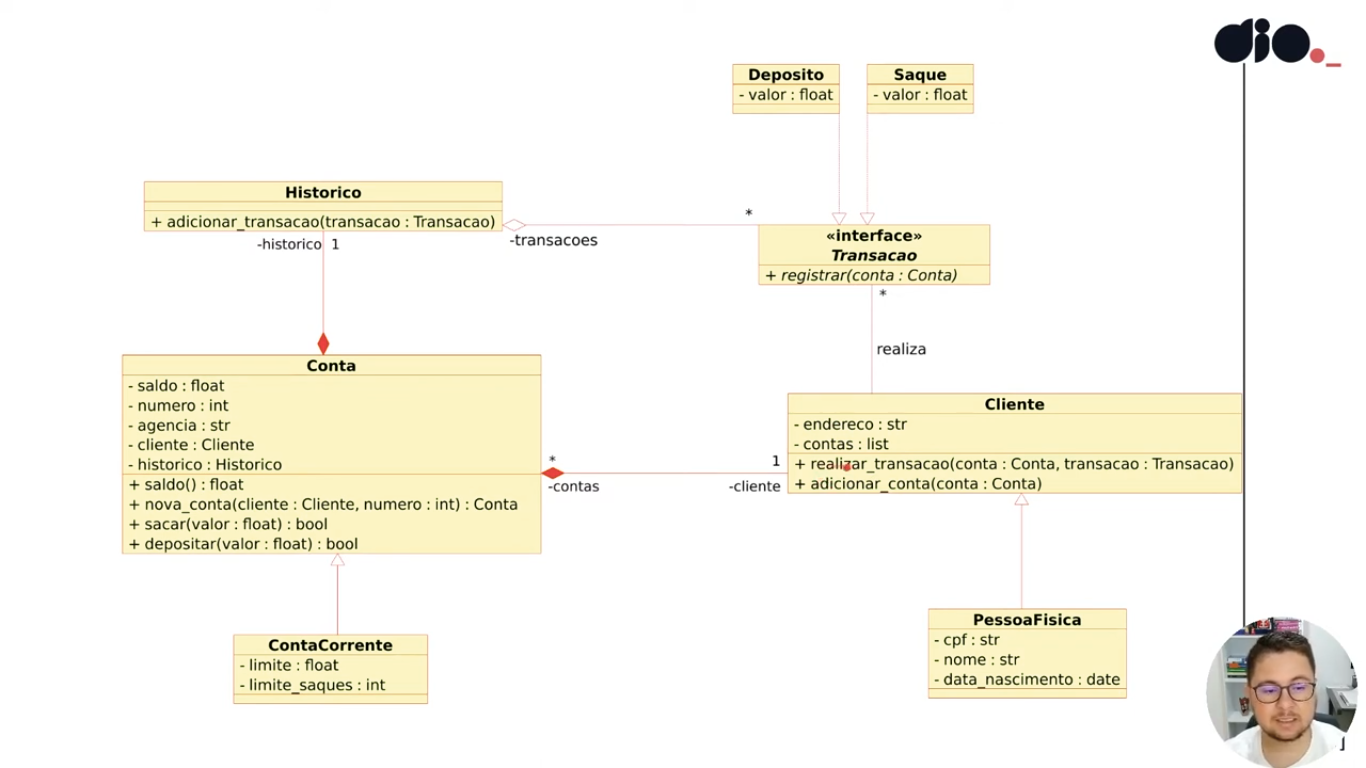 dio._
Deposito
- valor : float
Saque
- valor : float
Historico
+ adicionar_transacao(transacao : Transacao)
-historico 1
-transacoes
*
«interface»
Transacao
+ registrar(conta : Conta)
*
realiza
Conta
- saldo : float
- numero : int
- agencia : str
- cliente : Cliente
- historico : Historico
+ saldo() : float
+ nova_conta(cliente : Cliente, numero : int) : Conta
+ sacar(valor : float) : bool
+ depositar(valor : float) : bool
*
-contas
1
-cliente
Cliente
- endereco : str
- contas : list
+ realizar_transacao(conta : Conta, transacao : Transacao)
+ adicionar_conta(conta : Conta)
ContaCorrente
- limite : float
- limite_saques : int
PessoaFisica
- cpf : str
- nome : str
- data_nascimento : date